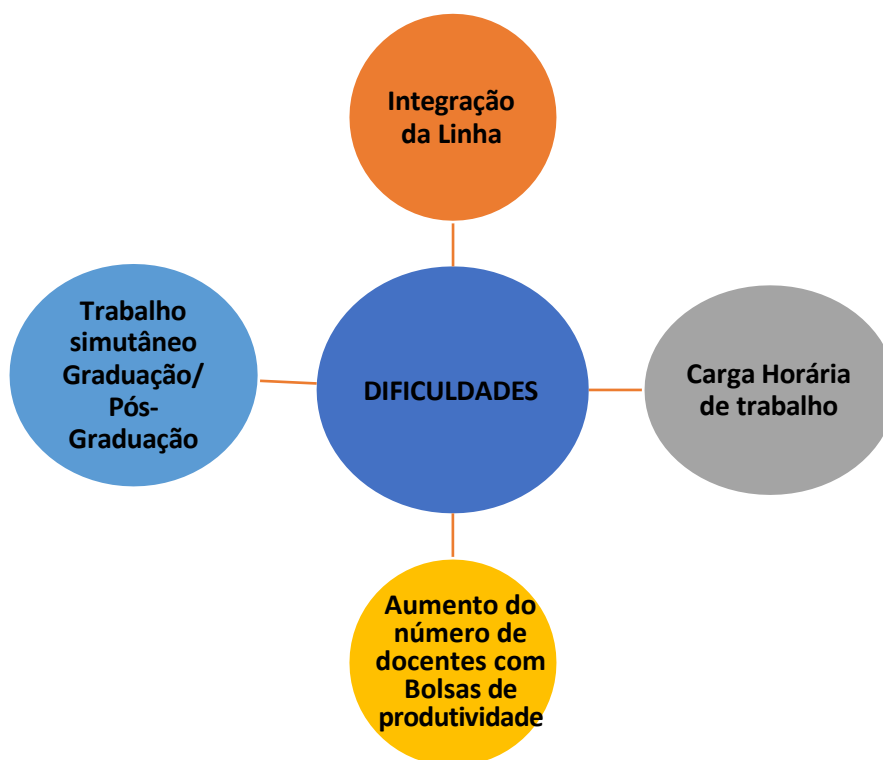 Integração
da Linha
Trabalho
simutâneo
Graduação/
Pós-
Graduação
DIFICULDADES
Carga Horária
de trabalho
Aumento do
número de
docentes com
Bolsas de
produtividade